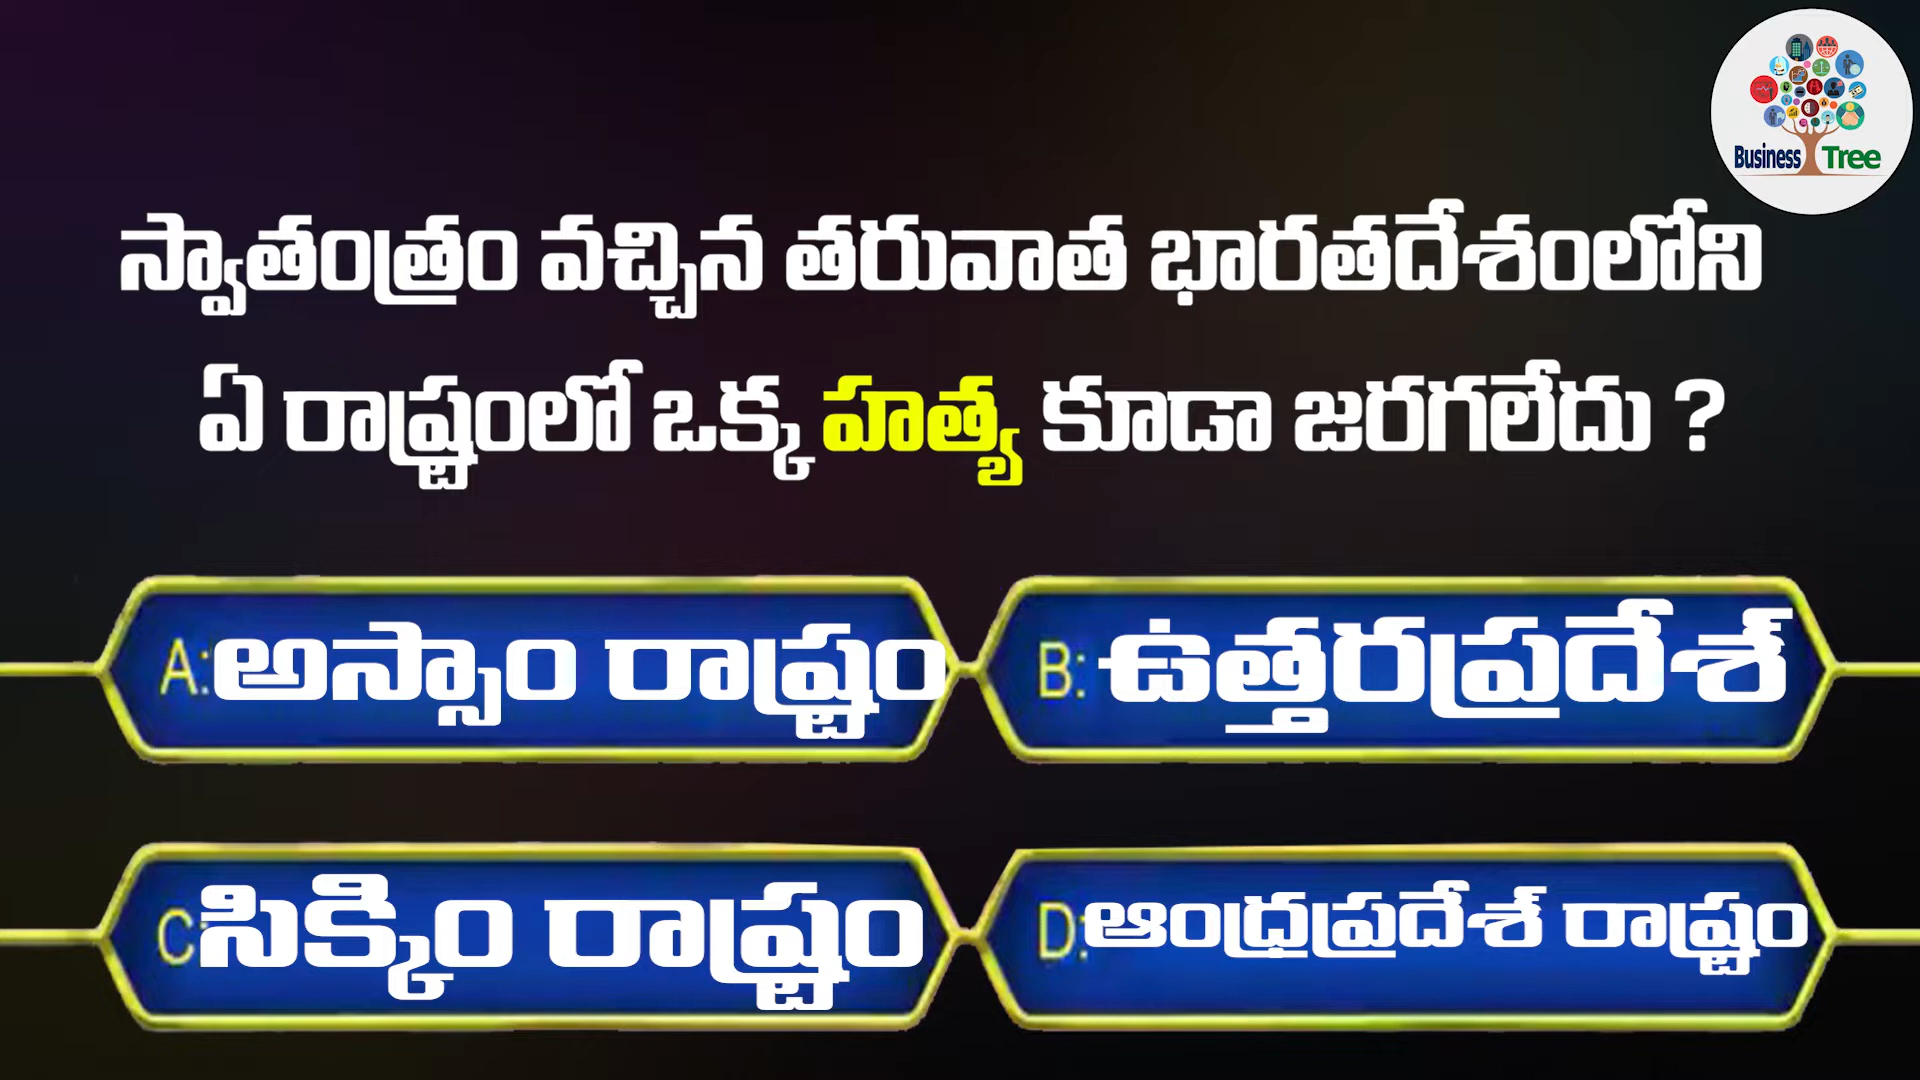 Business Tree
స్వాతంత్రం వచ్చిన తరువాత భారతదేశంలోని
ఏ రాష్ట్రంలో ఒక్క హత్య కూడా జరగలేదు ?
A: అస్సాం రాష్ట్రం
B: ఉత్తరప్రదేశ్
C: సిక్కిం రాష్ట్రం
D: ఆంధ్రప్రదేశ్ రాష్ట్రం